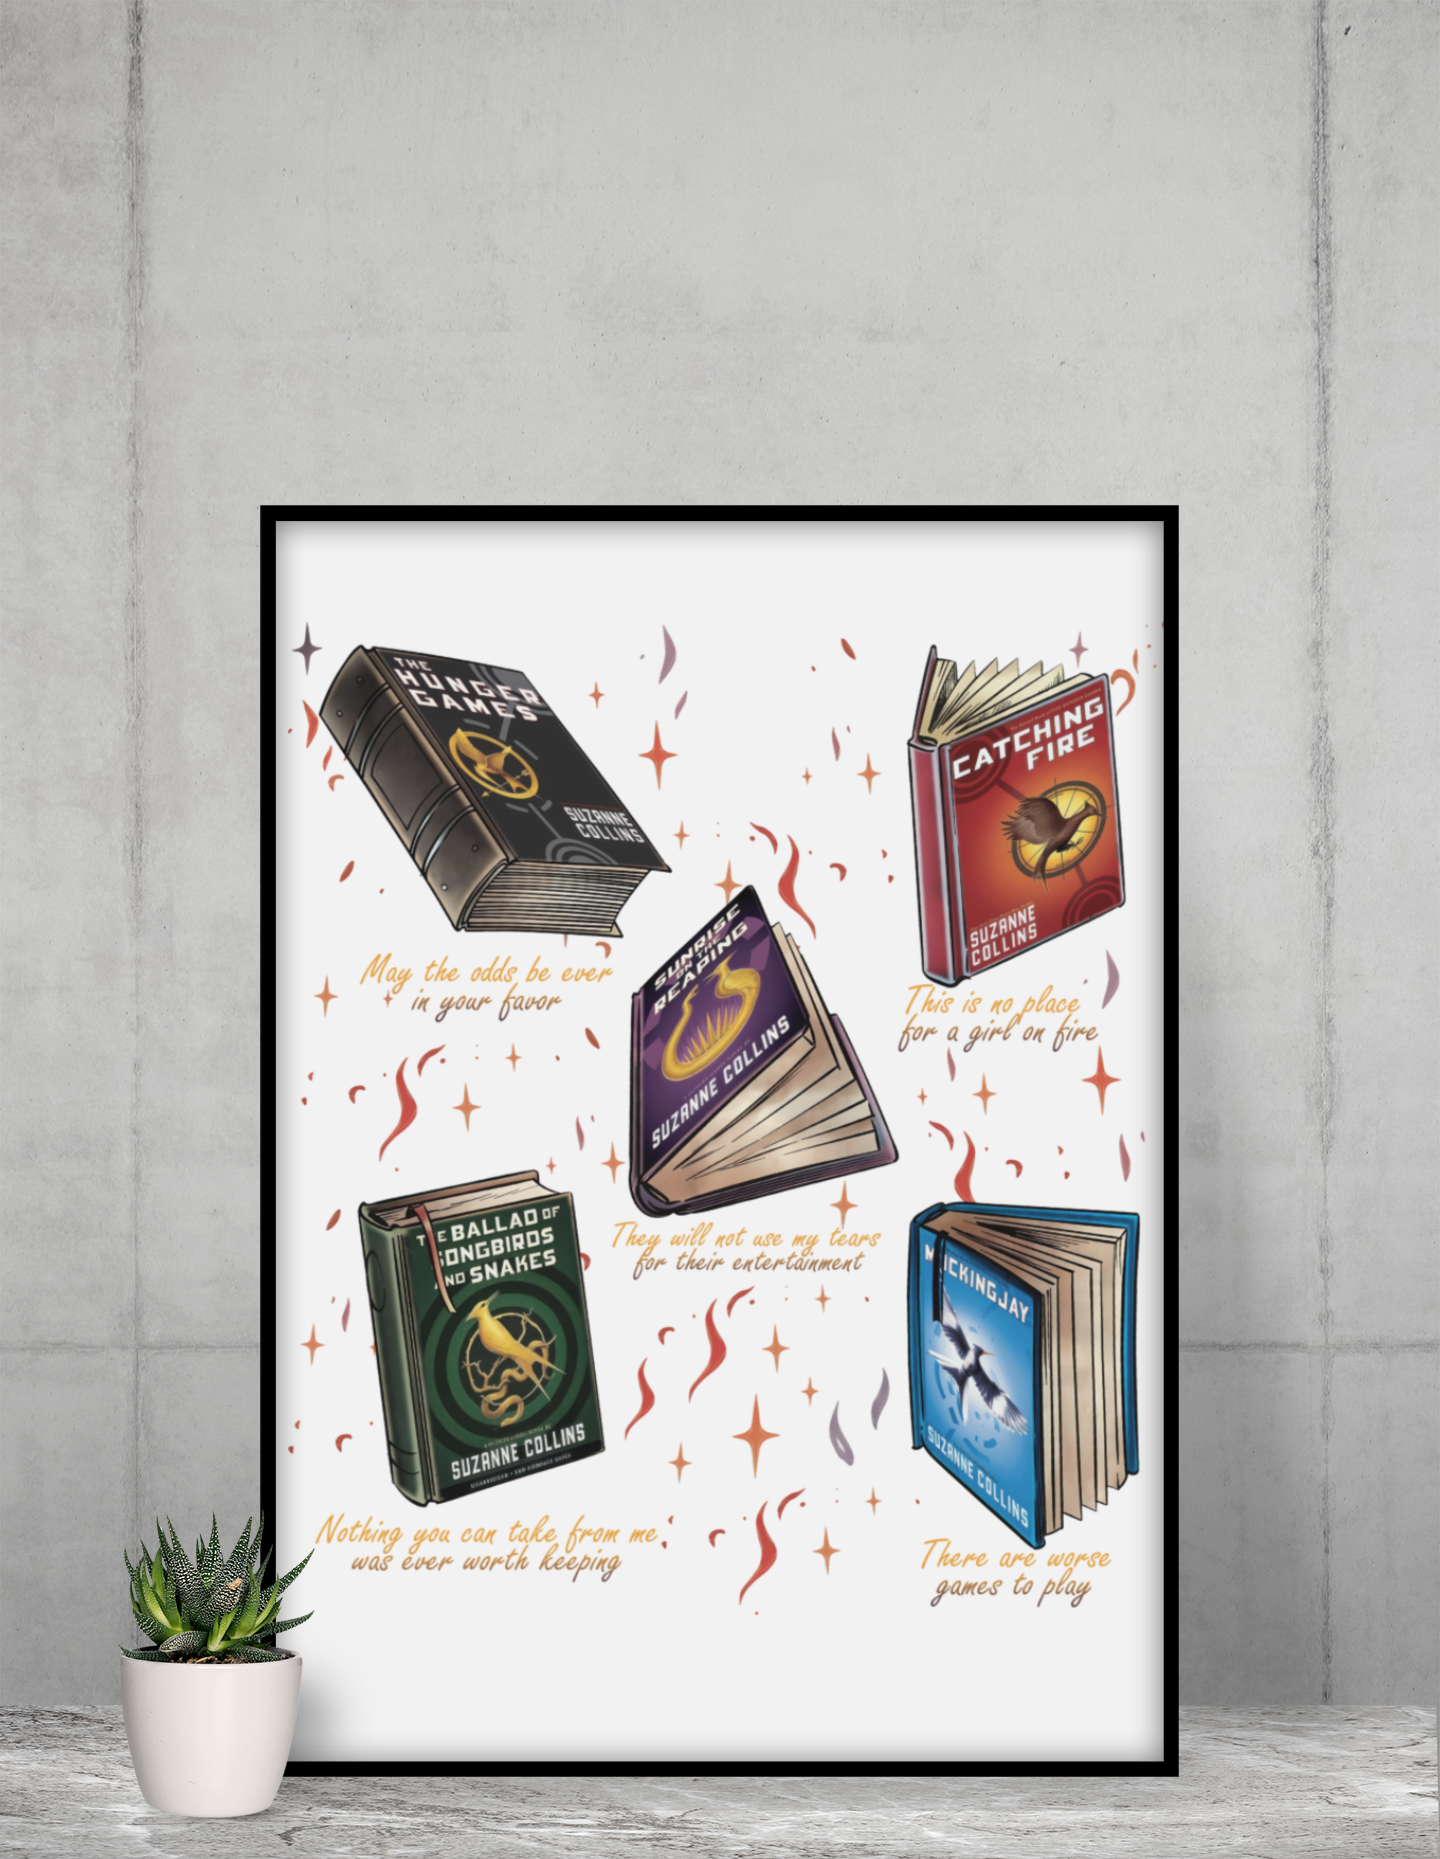 THE
HUNGER
GAMES
SUZANNE
COLLINS
May the odds be ever
in your favor
CATCHING
FIRE
SUZANNE
COLLINS
This is no place
for a girl on fire
SUNRISE
ON THE
REAPING
SUZANNE COLLINS
They will not use my tears
for their entertainment
THE BALLAD OF
SONGBIRDS
AND SNAKES
SUZANNE COLLINS
Nothing you can take from me
was ever worth keeping
MOCKINGJAY
SUZANNE COLLINS
There are worse
games to play